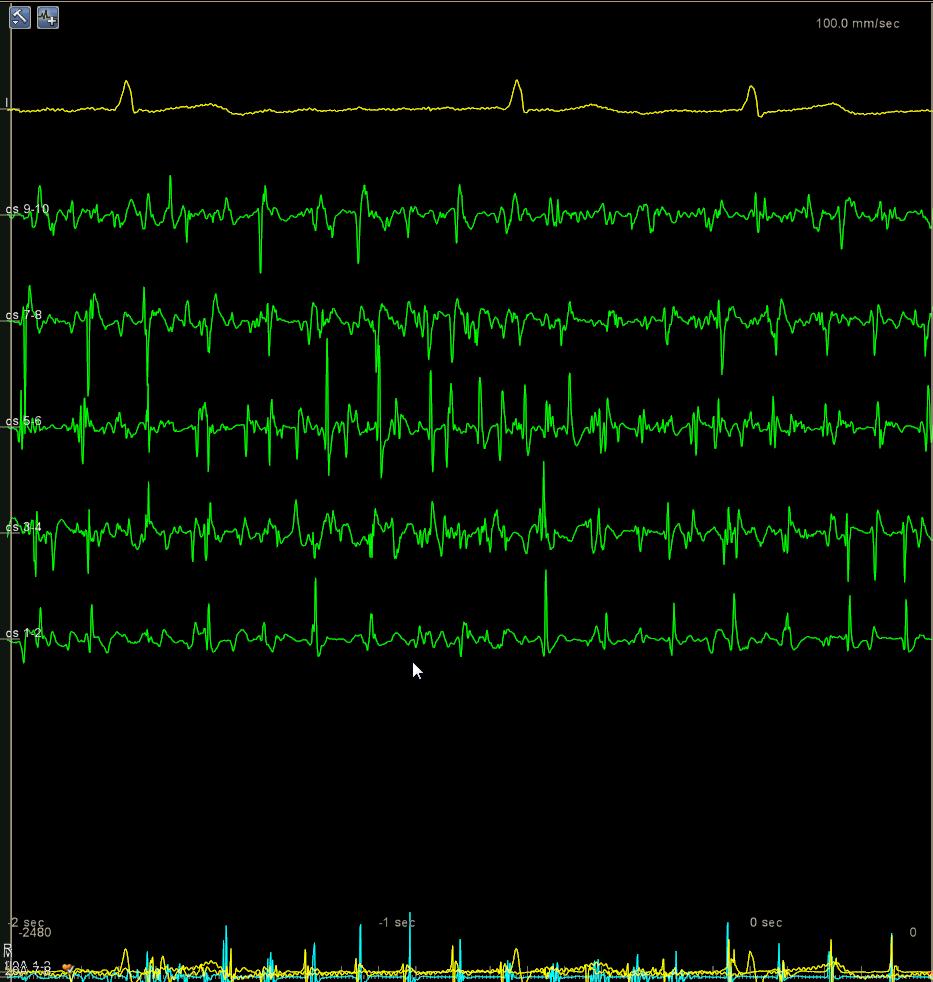 100.0 mm/sec
I
cs 9-10
cs 7-8
cs 5-6
cs 3-4
cs 1-2
-2 sec
-1 sec
0 sec
-2480
0